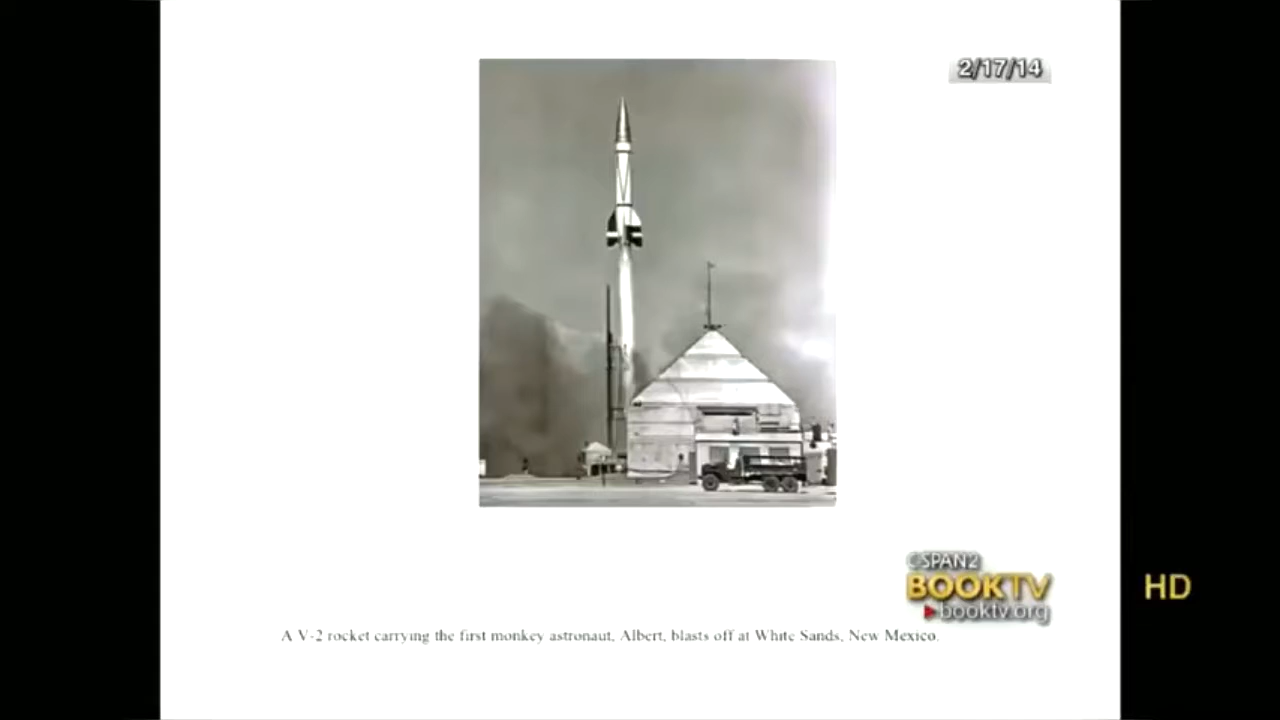 2/17/14
CSPAN2
BOOKTV
booktv.org
HD
A V-2 rocket carrying the first monkey astronaut, Albert, blasts off at White Sands, New Mexico.